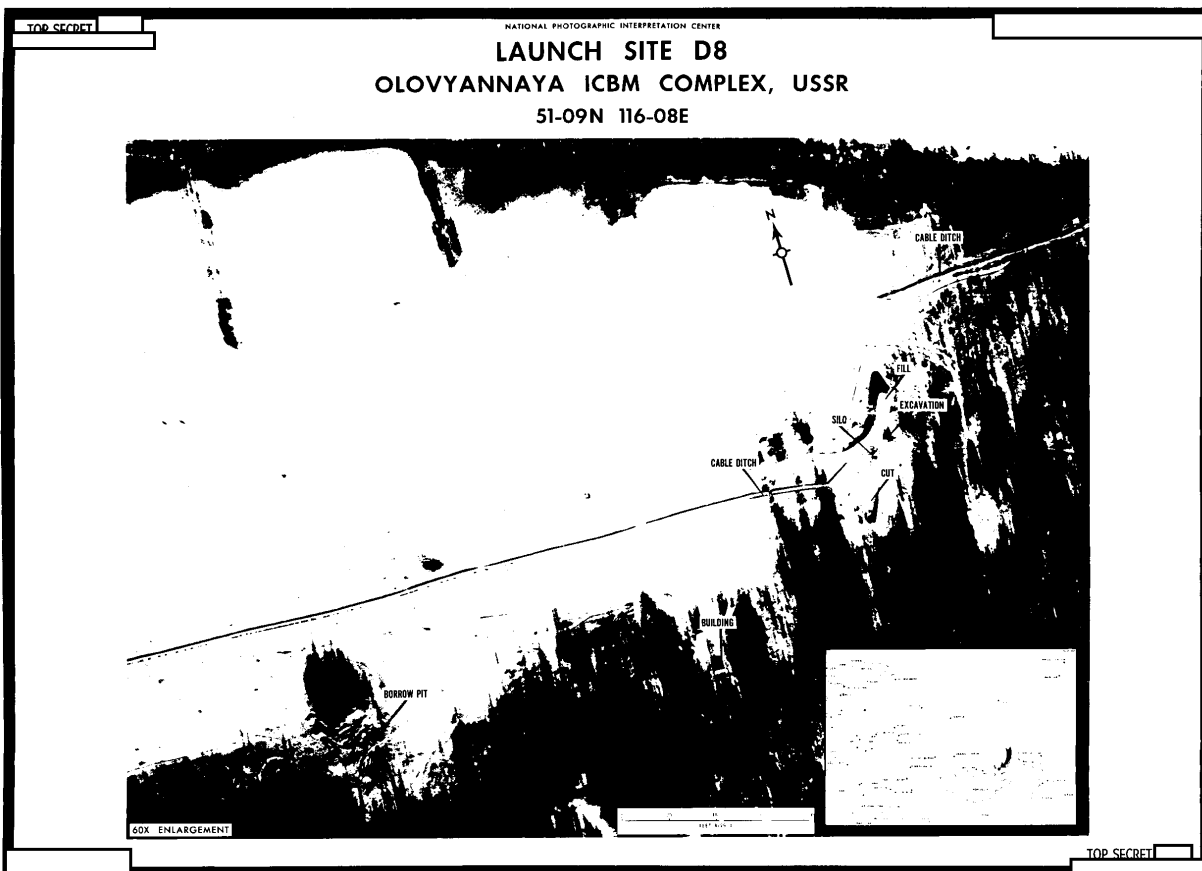 TOP SECRET
NATIONAL PHOTOGRAPHIC INTERPRETATION CENTER
LAUNCH SITE D8
OLOVYANNAYA ICBM COMPLEX, USSR
51-09N 116-08E
N
CABLE DITCH
FILL
EXCAVATION
SILO
CABLE DITCH
CUT
BUILDING
BORROW PIT
60X ENLARGEMENT
TOP SECRET